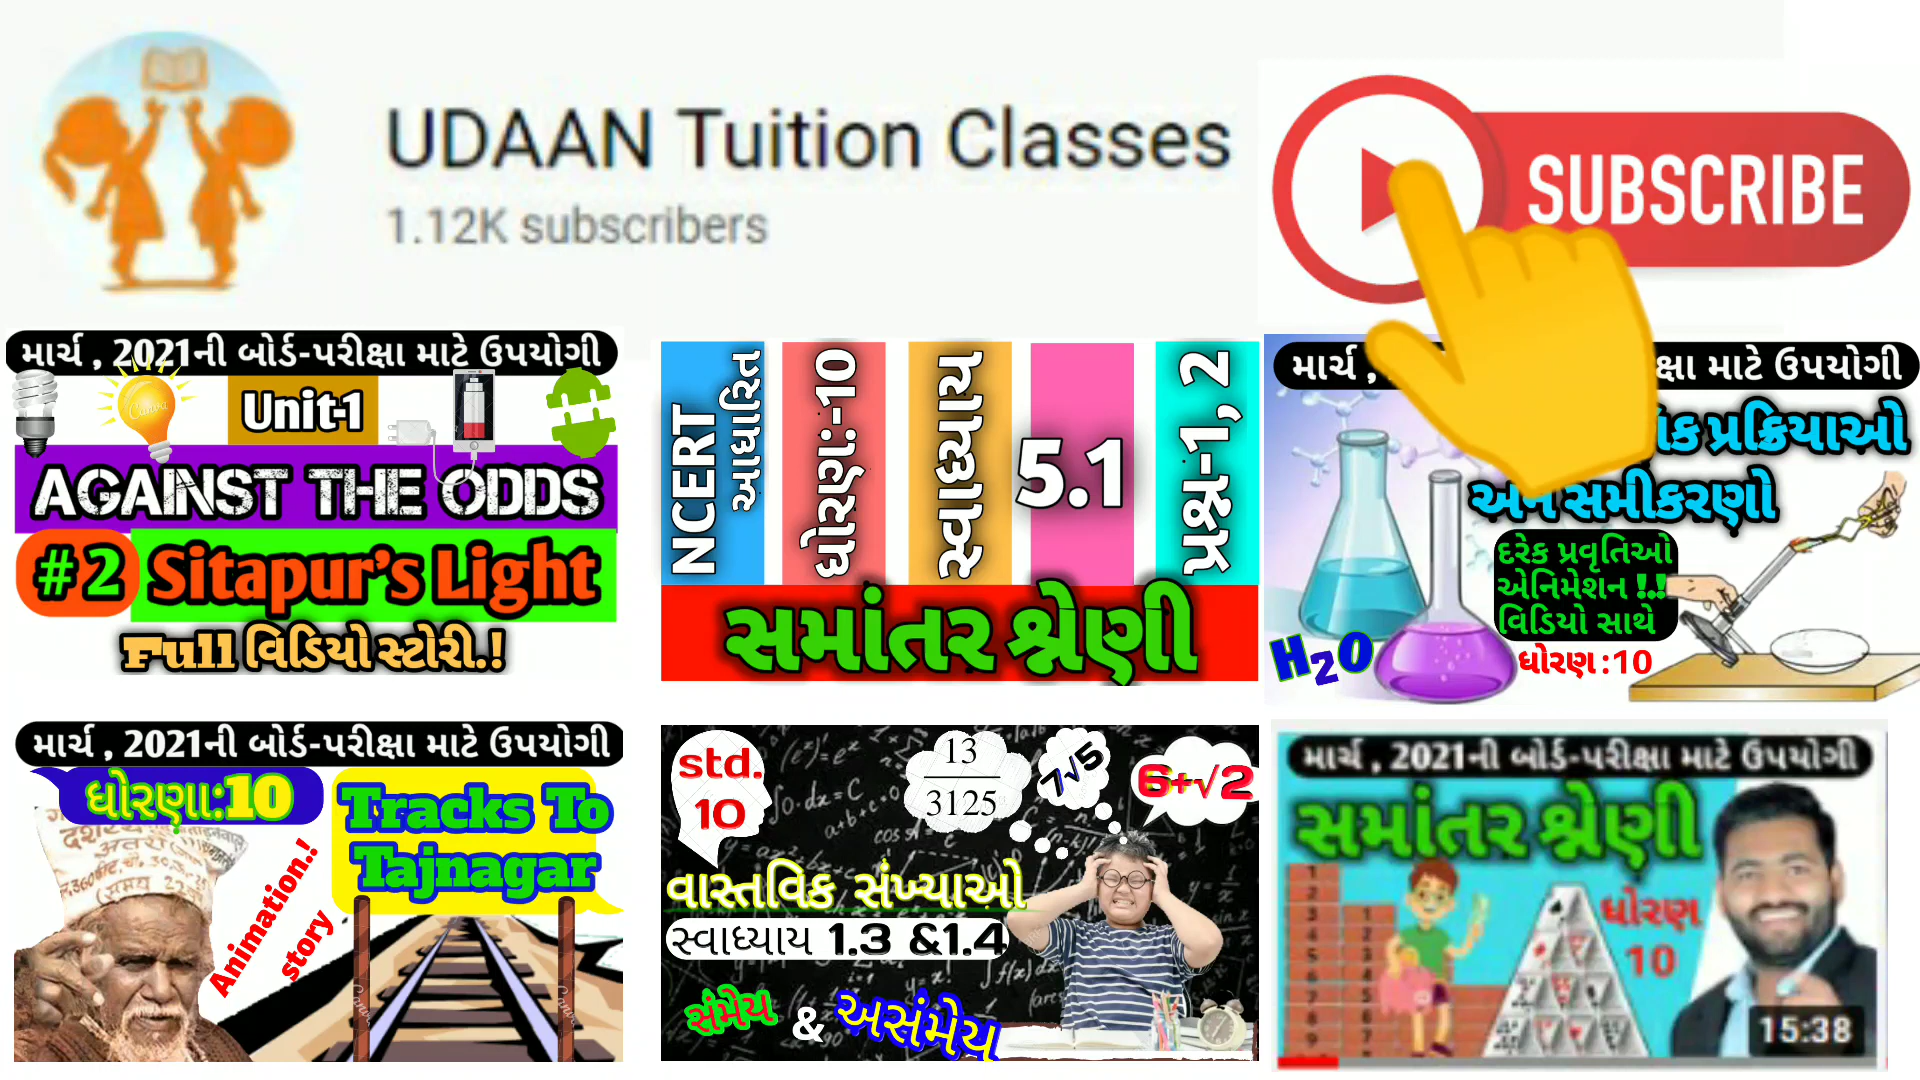 UDAAN Tuition Classes
1.12K subscribers
SUBSCRIBE
માર્ચ , 2021ની બોર્ડ-પરીક્ષા માટે ઉપયોગી
Unit-1
AGAINST THE ODDS
#2 Sitapur's Light
Full વિડિયો સ્ટોરી.!
NCERT
આધારિત
ધોરણ:-10
સ્વાધ્યાય
5.1
પ્રશ્ન-1, 2
સમાંતર શ્રેણી
માર્ચ ,
ક્ષા માટે ઉપયોગી
ક પ્રક્રિયાઓ
અને સમીકરણો
દરેક પ્રવૃતિઓ
એનિમેશન !.!
વિડિયો સાથે
H2O
ધોરણ :10
માર્ચ , 2021ની બોર્ડ-પરીક્ષા માટે ઉપયોગી
ધોરણ:10
Tracks To
Tajnagar
Animation.!
story
std.
10
13
3125
7√5
6+√2
વાસ્તવિક સંખ્યાઓ
સ્વાધ્યાય 1.3 &1.4
સંમેય & અસંમેય
માર્ચ , 2021ની બોર્ડ-પરીક્ષા માટે ઉપયોગી
સમાંતર શ્રેણી
ધોરણ
10
15:38